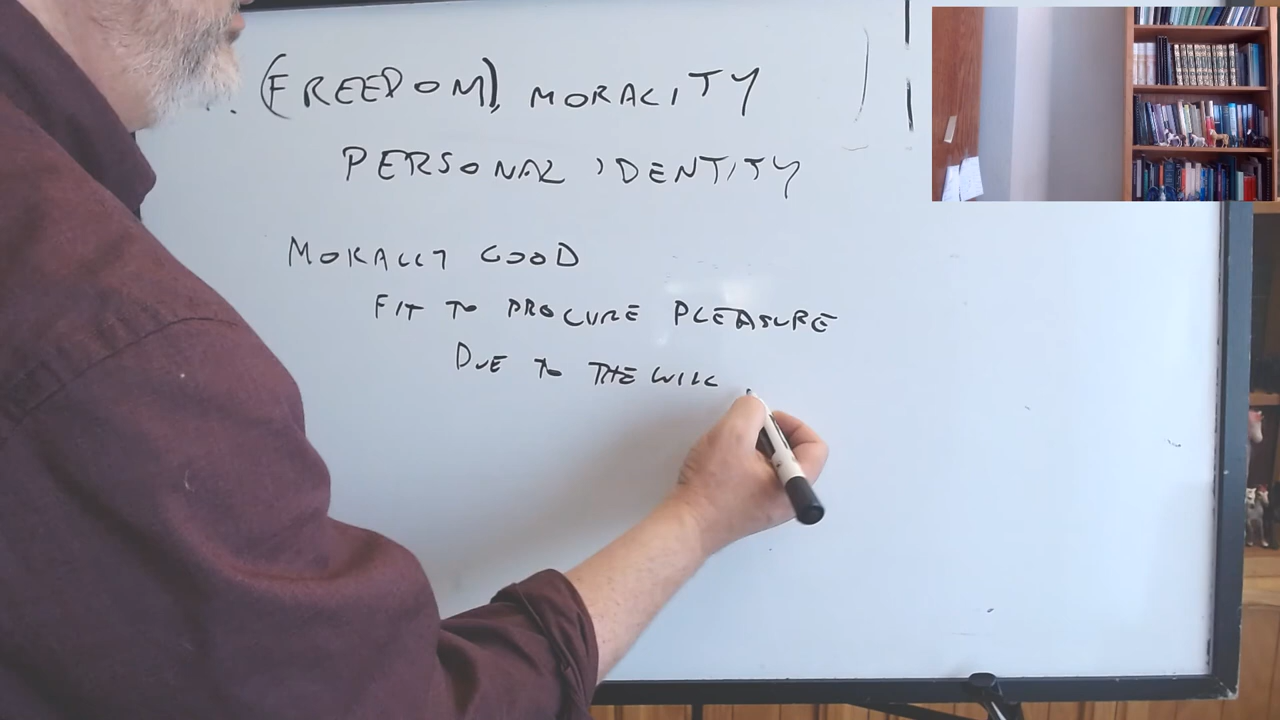 (FREEDOM), MORALITY
PERSONAL IDENTITY
MORALLY GOOD
FIT TO PROCURE PLEASURE
DUE TO THE WILL